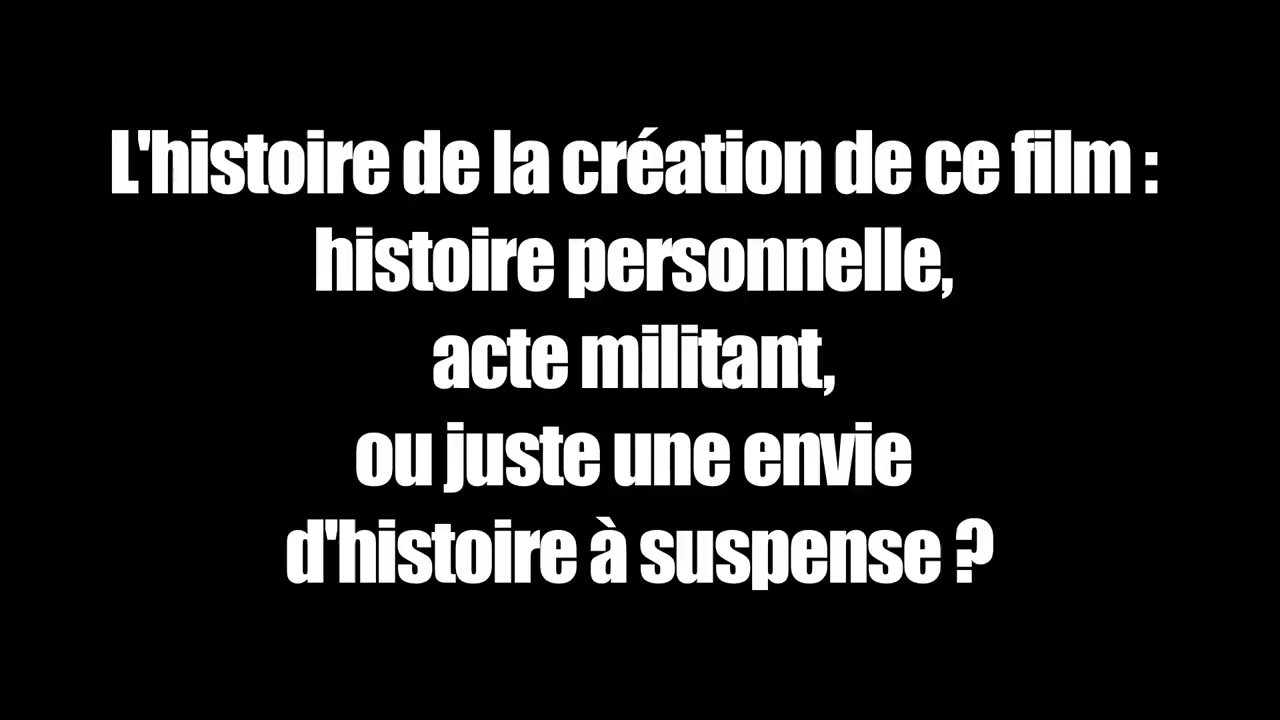 L'histoire de la création de ce film :
histoire personnelle,
acte militant,
ou juste une envie
d'histoire à suspense ?